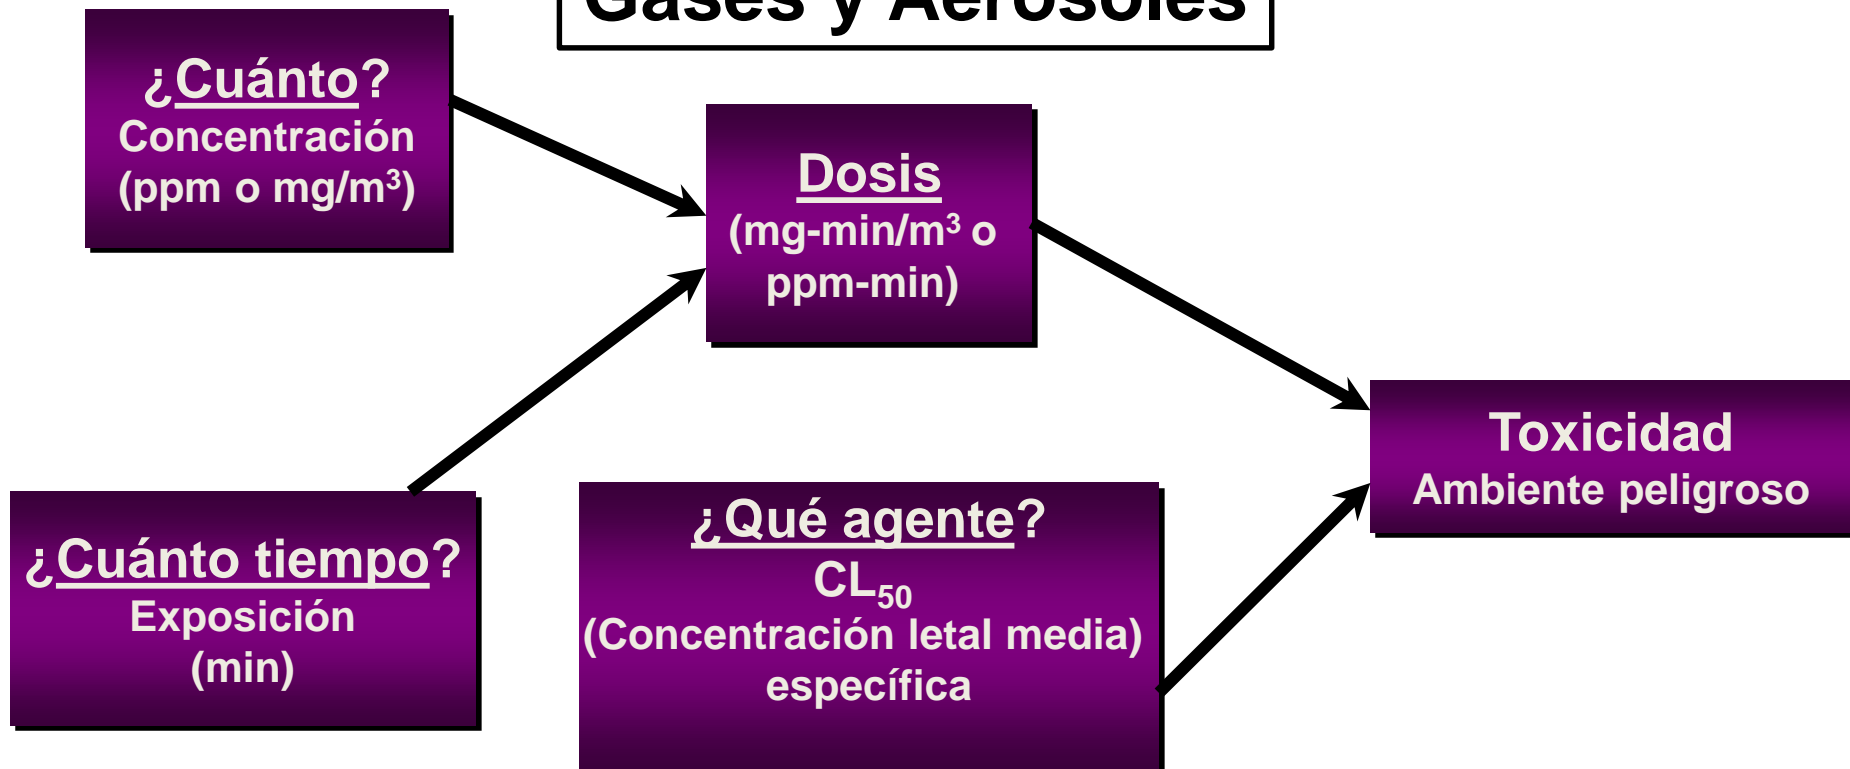 Gases y Aerosoles
¿Cuánto?
Concentración
(ppm o mg/m³)
Dosis
(mg-min/m³ o
ppm-min)
Toxicidad
Ambiente peligroso
¿Cuánto tiempo?
Exposición
(min)
¿Qué agente?
CL₅₀
(Concentración letal media)
específica